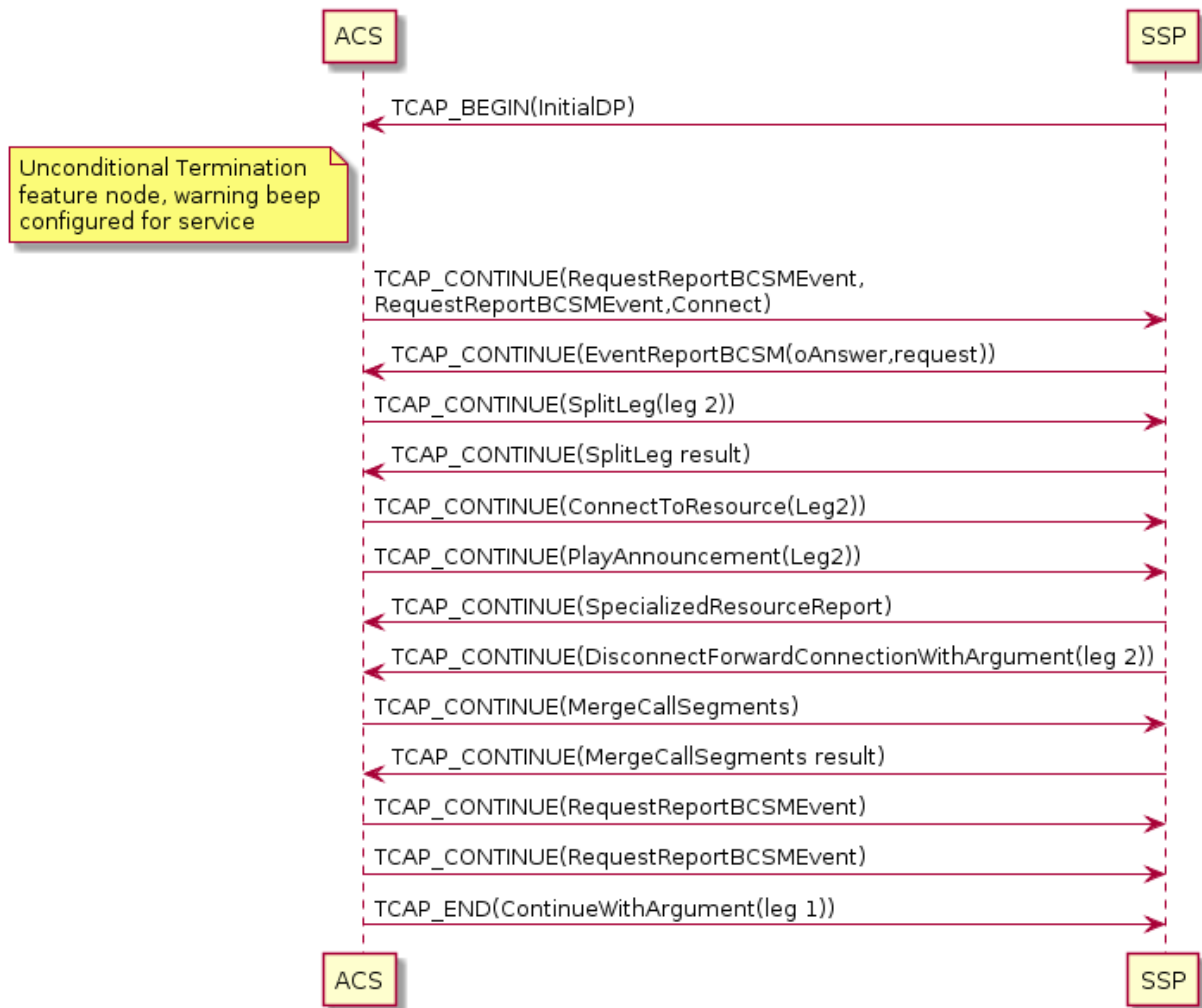 ACS
SSP
TCAP_BEGIN(InitialDP)
Unconditional Termination
feature node, warning beep
configured for service
TCAP_CONTINUE(RequestReportBCSMEvent,
RequestReportBCSMEvent,Connect)
TCAP_CONTINUE(EventReportBCSM(oAnswer,request))
TCAP_CONTINUE(SplitLeg(leg 2))
TCAP_CONTINUE(SplitLeg result)
TCAP_CONTINUE(ConnectToResource(Leg2))
TCAP_CONTINUE(PlayAnnouncement(Leg2))
TCAP_CONTINUE(SpecializedResourceReport)
TCAP_CONTINUE(DisconnectForwardConnectionWithArgument(leg 2))
TCAP_CONTINUE(MergeCallSegments)
TCAP_CONTINUE(MergeCallSegments result)
TCAP_CONTINUE(RequestReportBCSMEvent)
TCAP_CONTINUE(RequestReportBCSMEvent)
TCAP_END(ContinueWithArgument(leg 1))
ACS
SSP